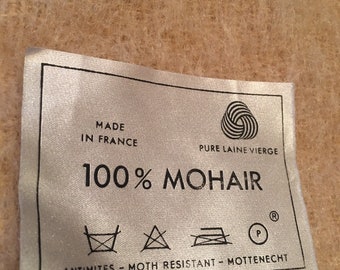 MADE
IN FRANCE
PURE LAINE VIERGE
100% MOHAIR
P
®
ANTIMITES – MOTH RESISTANT – MOTTENECHT